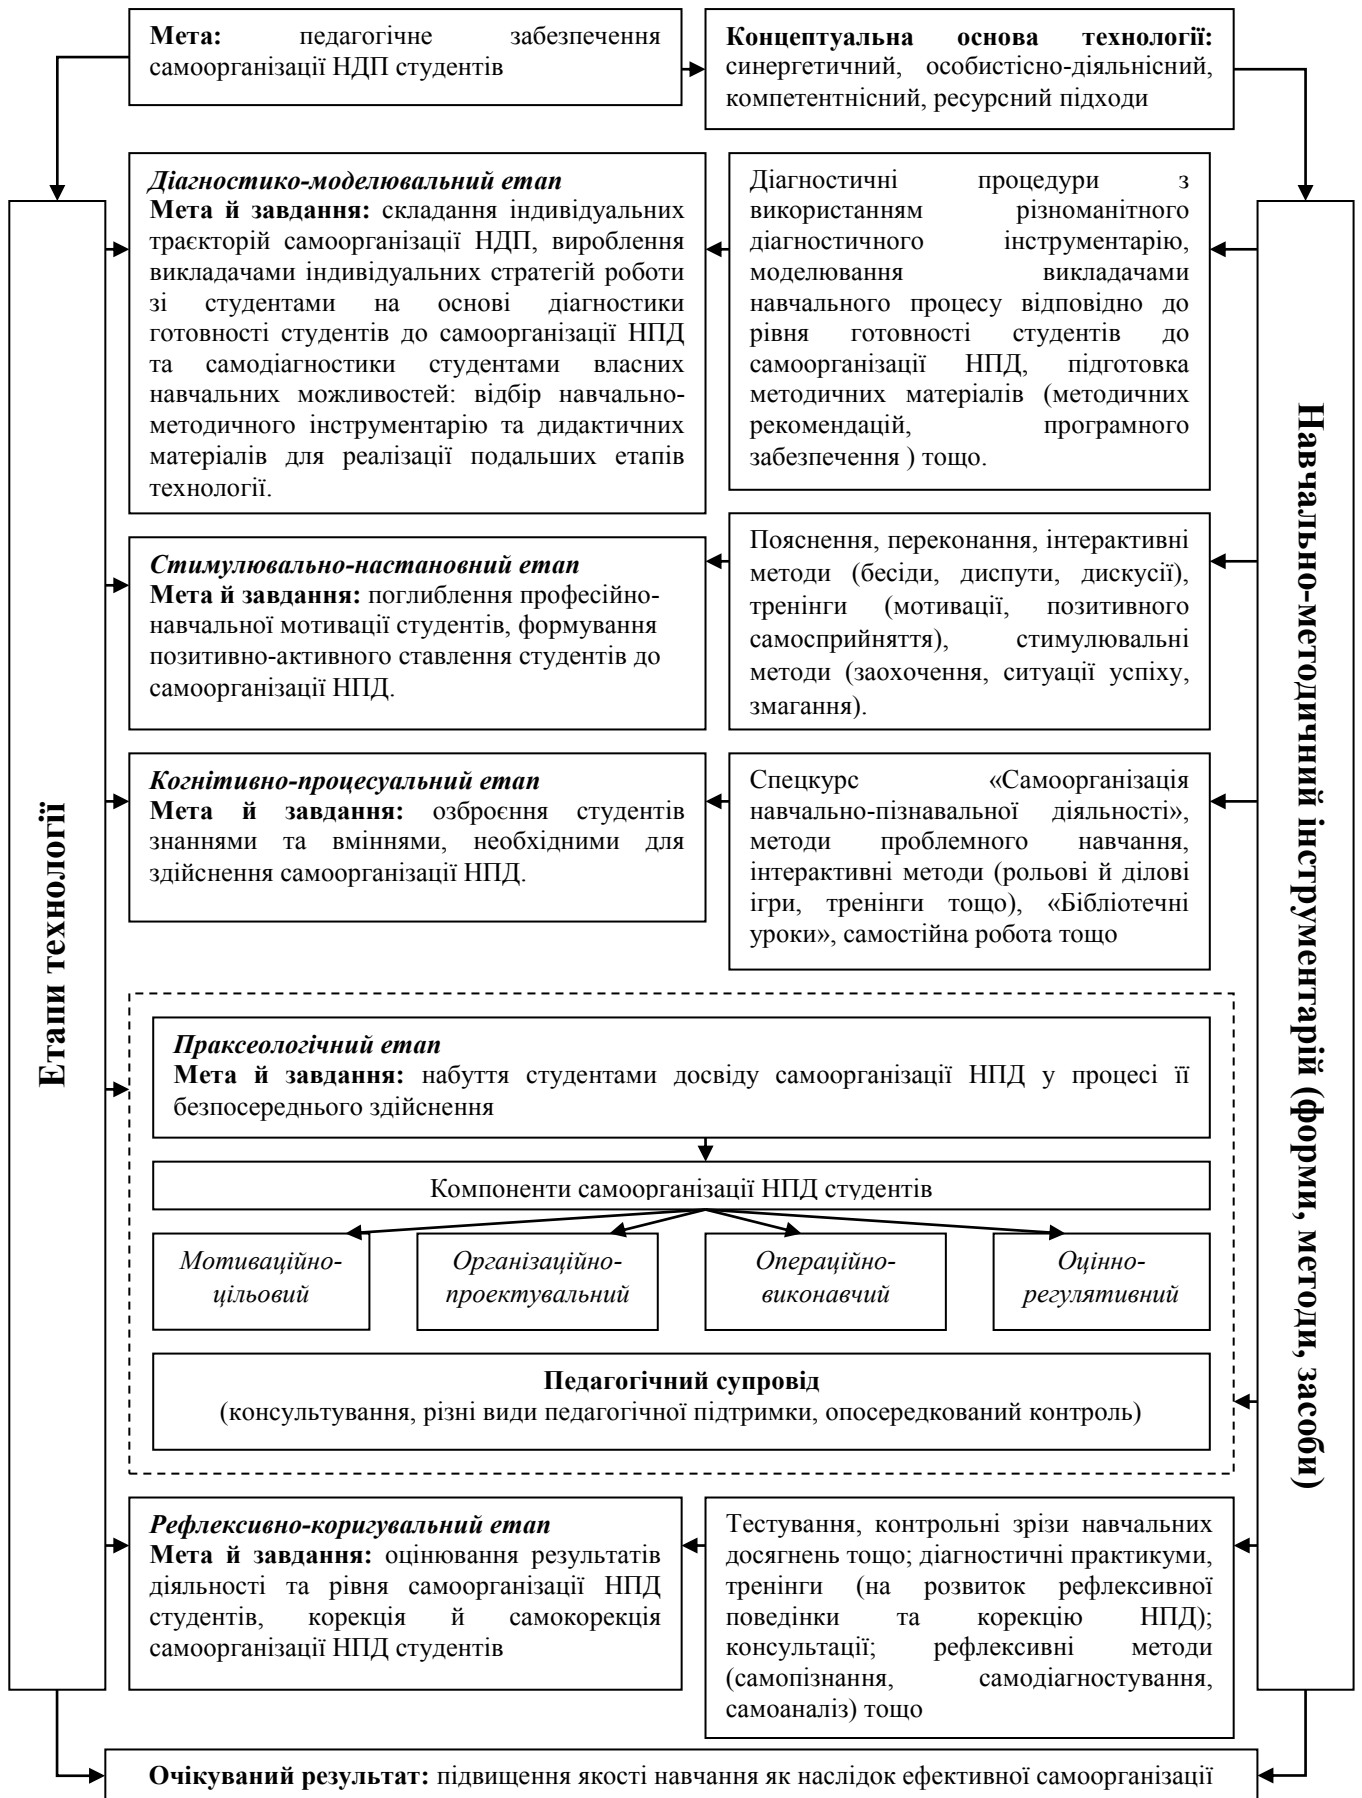 Мета: педагогічне забезпечення
самоорганізації НДП студентів
Концептуальна основа технології:
синергетичний, особистісно-діяльнісний,
компетентнісний, ресурсний підходи
Етапи технології
Діагностико-моделювальний етап
Мета й завдання: складання індивідуальних
траєкторій самоорганізації НДП, вироблення
викладачами індивідуальних стратегій роботи
зі студентами на основі діагностики
готовності студентів до самоорганізації НПД
та самодіагностики студентами власних
навчальних можливостей: відбір навчально-
методичного інструментарію та дидактичних
матеріалів для реалізації подальших етапів
технології.
Діагностичні процедури з
використанням різноманітного
діагностичного інструментарію,
моделювання викладачами
навчального процесу відповідно до
рівня готовності студентів до
самоорганізації НПД, підготовка
методичних матеріалів (методичних
рекомендацій, програмного
забезпечення ) тощо.
Навчально-методичний інструментарій (форми, методи, засоби)
Стимулювально-настановний етап
Мета й завдання: поглиблення професійно-
навчальної мотивації студентів, формування
позитивно-активного ставлення студентів до
самоорганізації НПД.
Пояснення, переконання, інтерактивні
методи (бесіди, диспути, дискусії),
тренінги (мотивації, позитивного
самосприйняття), стимулювальні
методи (заохочення, ситуації успіху,
змагання).
Когнітивно-процесуальний етап
Мета й завдання: озброєння студентів
знаннями та вміннями, необхідними для
здійснення самоорганізації НПД.
Спецкурс «Самоорганізація
навчально-пізнавальної діяльності»,
методи проблемного навчання,
інтерактивні методи (рольові й ділові
ігри, тренінги тощо), «Бібліотечні
уроки», самостійна робота тощо
Праксеологічний етап
Мета й завдання: набуття студентами досвіду самоорганізації НПД у процесі її
безпосереднього здійснення
Компоненти самоорганізації НПД студентів
Мотиваційно-
цільовий
Організаційно-
проектувальний
Операційно-
виконавчий
Оцінно-
регулятивний
Педагогічний супровід
(консультування, різні види педагогічної підтримки, опосередкований контроль)
Рефлексивно-коригувальний етап
Мета й завдання: оцінювання результатів
діяльності та рівня самоорганізації НПД
студентів, корекція й самокорекція
самоорганізації НПД студентів
Тестування, контрольні зрізи навчальних
досягнень тощо; діагностичні практикуми,
тренінги (на розвиток рефлексивної
поведінки та корекцію НПД);
консультації; рефлексивні методи
(самопізнання, самодіагностування,
самоаналіз) тощо
Очікуваний результат: підвищення якості навчання як наслідок ефективної самоорганізації